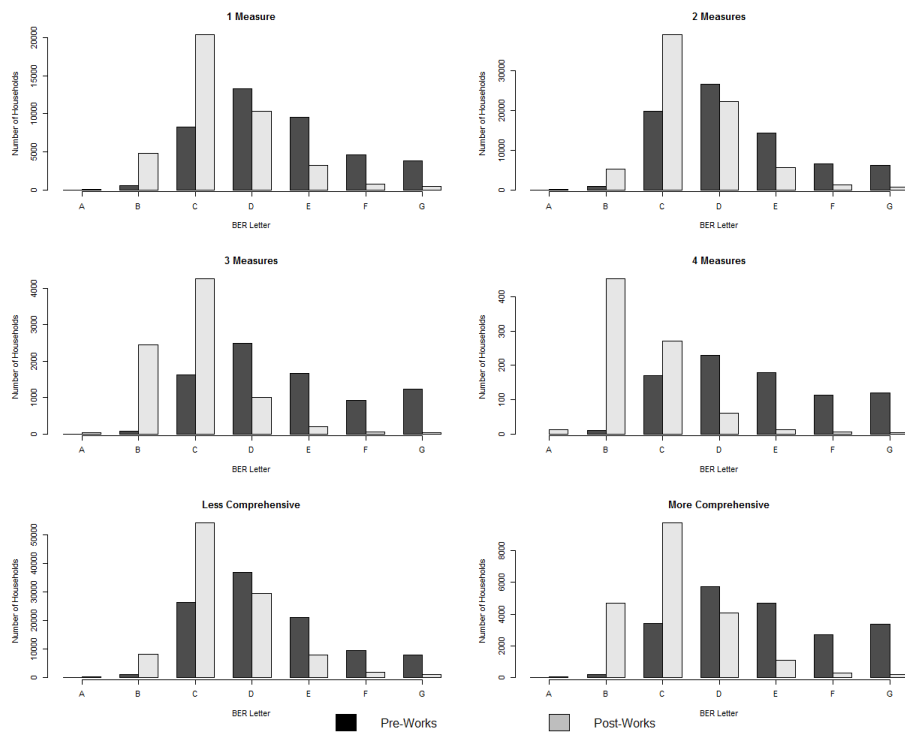 1 Measure
Number of Households
20000
15000
10000
5000
0
A B C D E F G
BER Letter
2 Measures
Number of Households
30000
20000
10000
0
A B C D E F G
BER Letter
3 Measures
Number of Households
4000
3000
2000
1000
0
A B C D E F G
BER Letter
4 Measures
Number of Households
400
300
200
100
0
A B C D E F G
BER Letter
Less Comprehensive
Number of Households
50000
40000
30000
20000
10000
0
A B C D E F G
BER Letter
More Comprehensive
Number of Households
8000
6000
4000
2000
0
A B C D E F G
BER Letter
Pre-Works
Post-Works